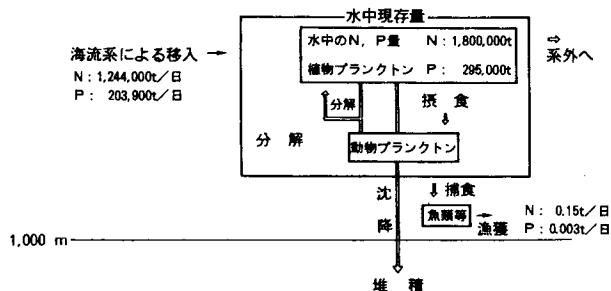 水中現存量
海流系による移入 →
N：1,244,000t／日
P： 203,900t／日
水中のN，P量 N：1,800,000t
植物プランクトン P： 295,000t
⇨
系外へ
分解
摂 食
⇩
分 解
動物プランクトン
沈
降
⇩ 捕食
魚類等 →
漁獲
N： 0.15t／日
P：0.003t／日
1,000 m
堆 積